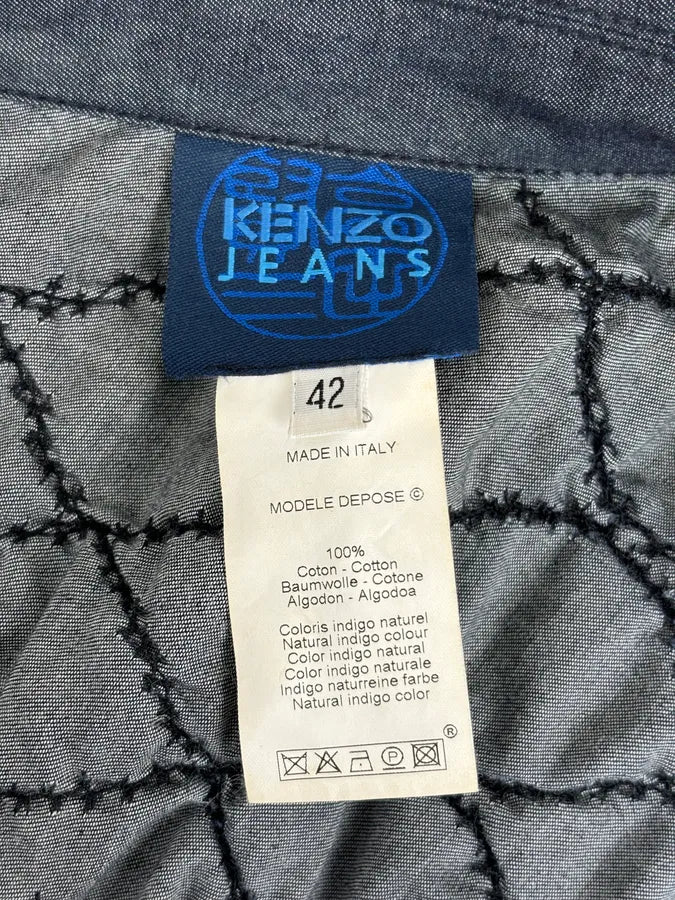 KENZO
JEANS
42
MADE IN ITALY
MODELE DEPOSE ©
100%
Coton - Cotton
Baumwolle - Cotone
Algodon - Algodoa
Coloris indigo naturel
Natural indigo colour
Color indigo natural
Color indigo naturale
Indigo naturreine farbe
Natural indigo color
®
P